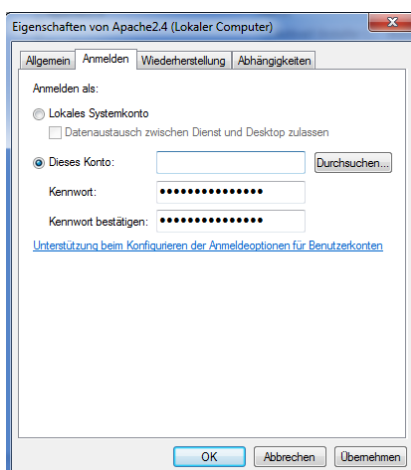 Eigenschaften von Apache2.4 (Lokaler Computer)
Allgemein Anmelden Wiederherstellung Abhängigkeiten
Anmelden als:
Lokales Systemkonto
Datenaustausch zwischen Dienst und Desktop zulassen
Dieses Konto: Durchsuchen...
Kennwort: •••••••••••••••
Kennwort bestätigen: •••••••••••••••
Unterstützung beim Konfigurieren der Anmeldeoptionen für Benutzerkonten
OK Abbrechen Übernehmen